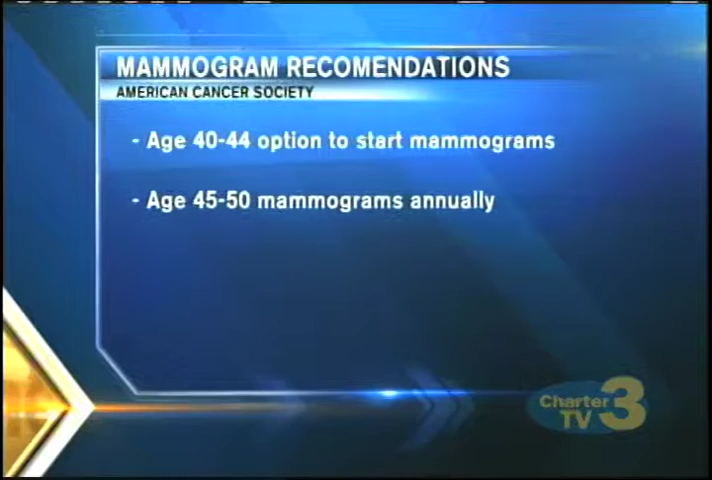 MAMMOGRAM RECOMENDATIONS
AMERICAN CANCER SOCIETY
- Age 40-44 option to start mammograms
- Age 45-50 mammograms annually
Charter
TV 3